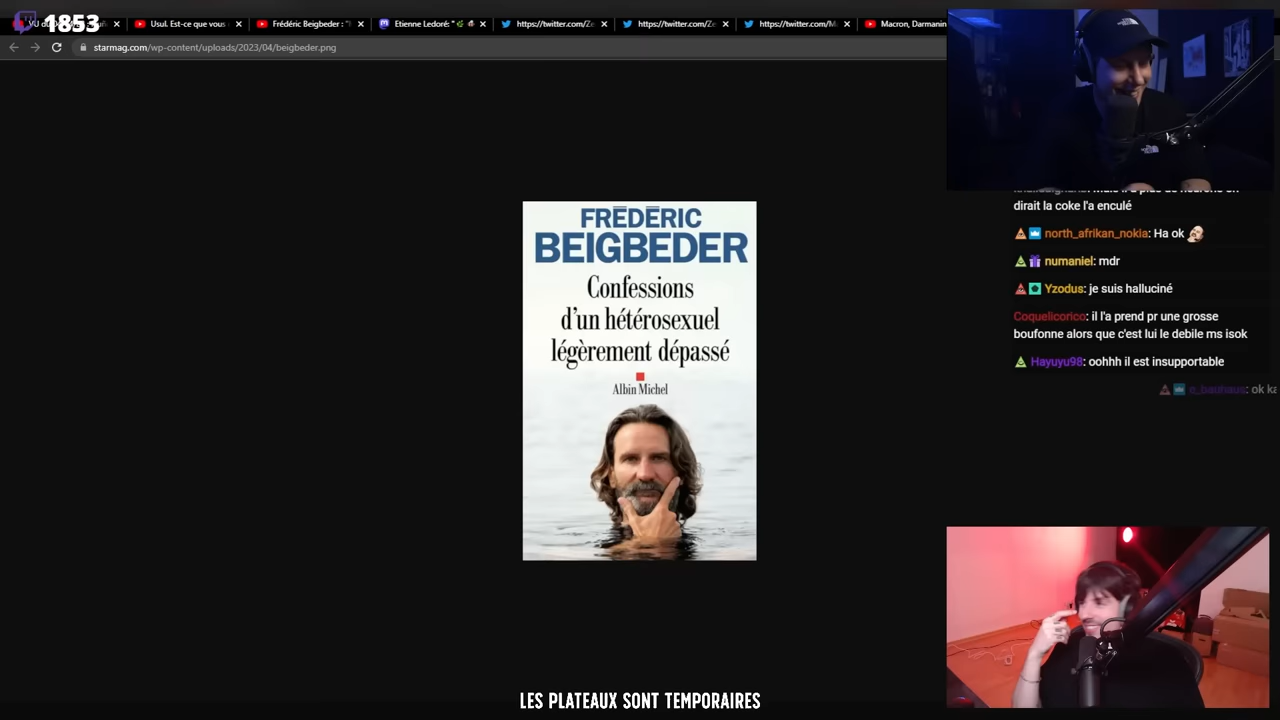 1853
Usul. Est-ce que vous
Frédéric Beigbeder : "
Etienne Ledoré: "
https://twitter.com/Ze
https://twitter.com/Ze
https://twitter.com/M
Macron, Darmanin
starmag.com/wp-content/uploads/2023/04/beigbeder.png
dirait la coke l'a enculé
north_afrikan_nokia: Ha ok
numaniel: mdr
Yzodus: je suis halluciné
Coquelicorico: il l'a prend pr une grosse
boufonne alors que c'est lui le debile ms isok
Hayuyu98: oohhh il est insupportable
e_bauhaus: ok ka
FRÉDÉRIC
BEIGBEDER
Confessions
d'un hétérosexuel
légèrement dépassé
Albin Michel
LES PLATEAUX SONT TEMPORAIRES